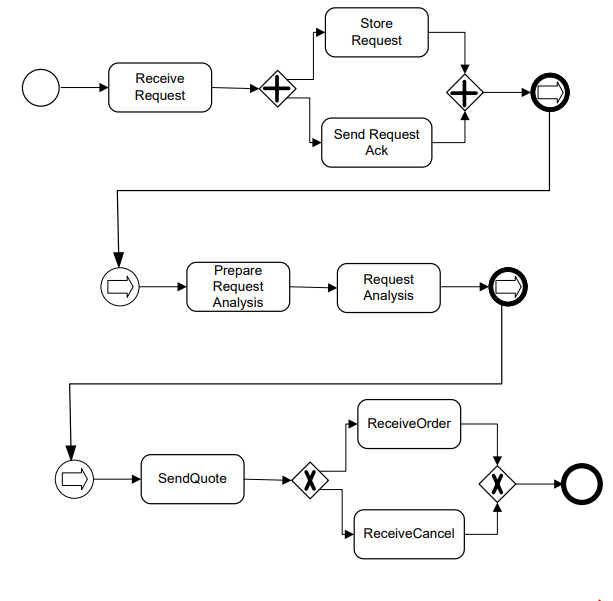 Store
Request
Receive
Request
Send Request
Ack
Prepare
Request
Analysis
Request
Analysis
ReceiveOrder
SendQuote
ReceiveCancel